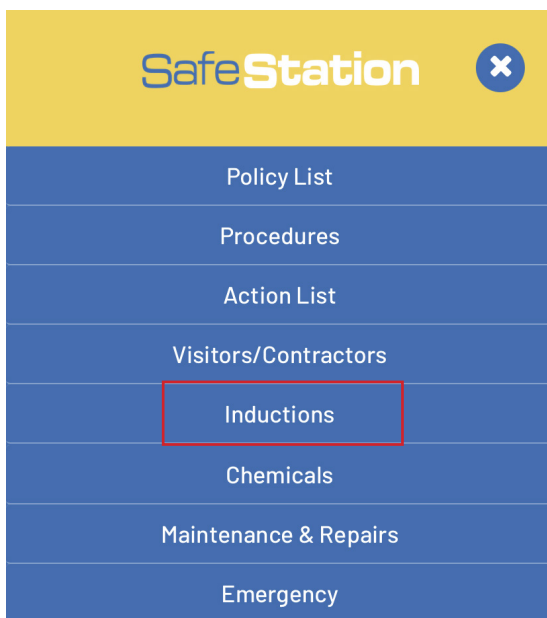 SafeStation
Policy List
Procedures
Action List
Visitors/Contractors
Inductions
Chemicals
Maintenance & Repairs
Emergency